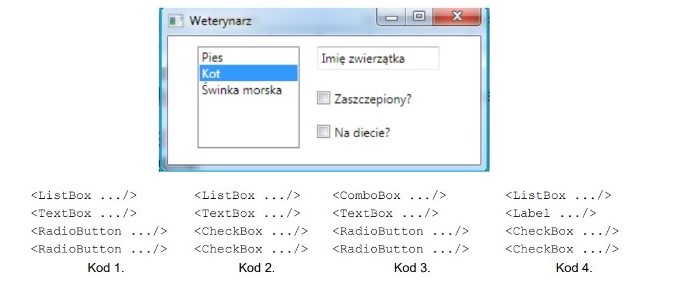 Weterynarz
Pies
Kot
Świnka morska
Imię zwierzątka
Zaszczepiony?
Na diecie?
<ListBox .../> <ListBox .../> <ComboBox .../> <ListBox .../>
<TextBox .../> <TextBox .../> <TextBox .../> <Label .../>
<RadioButton .../> <CheckBox .../> <RadioButton .../> <CheckBox .../>
<RadioButton .../> <CheckBox .../> <RadioButton .../> <CheckBox .../>
Kod 1. Kod 2. Kod 3. Kod 4.